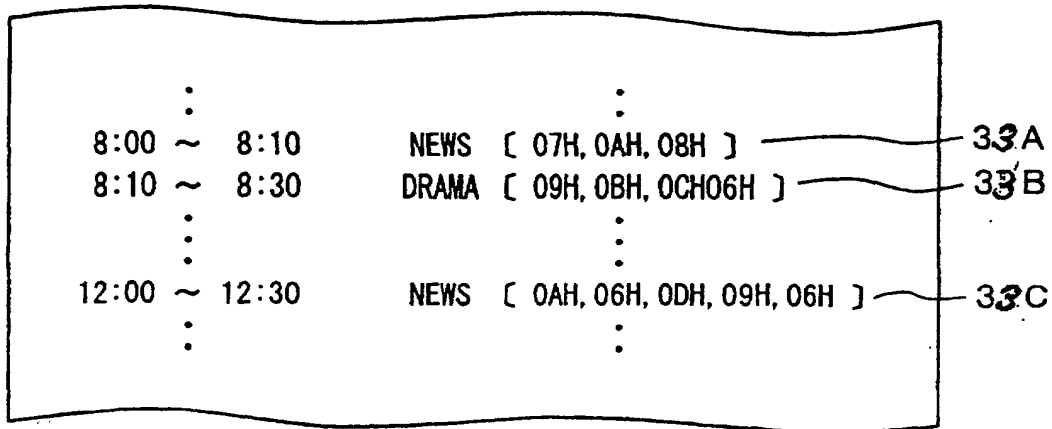 8:00 ~ 8:10 NEWS [ 07H, 0AH, 08H ] 33A
8:10 ~ 8:30 DRAMA [ 09H, 0BH, 0CH06H ] 33'B
12:00 ~ 12:30 NEWS [ 0AH, 06H, 0DH, 09H, 06H ] 33C